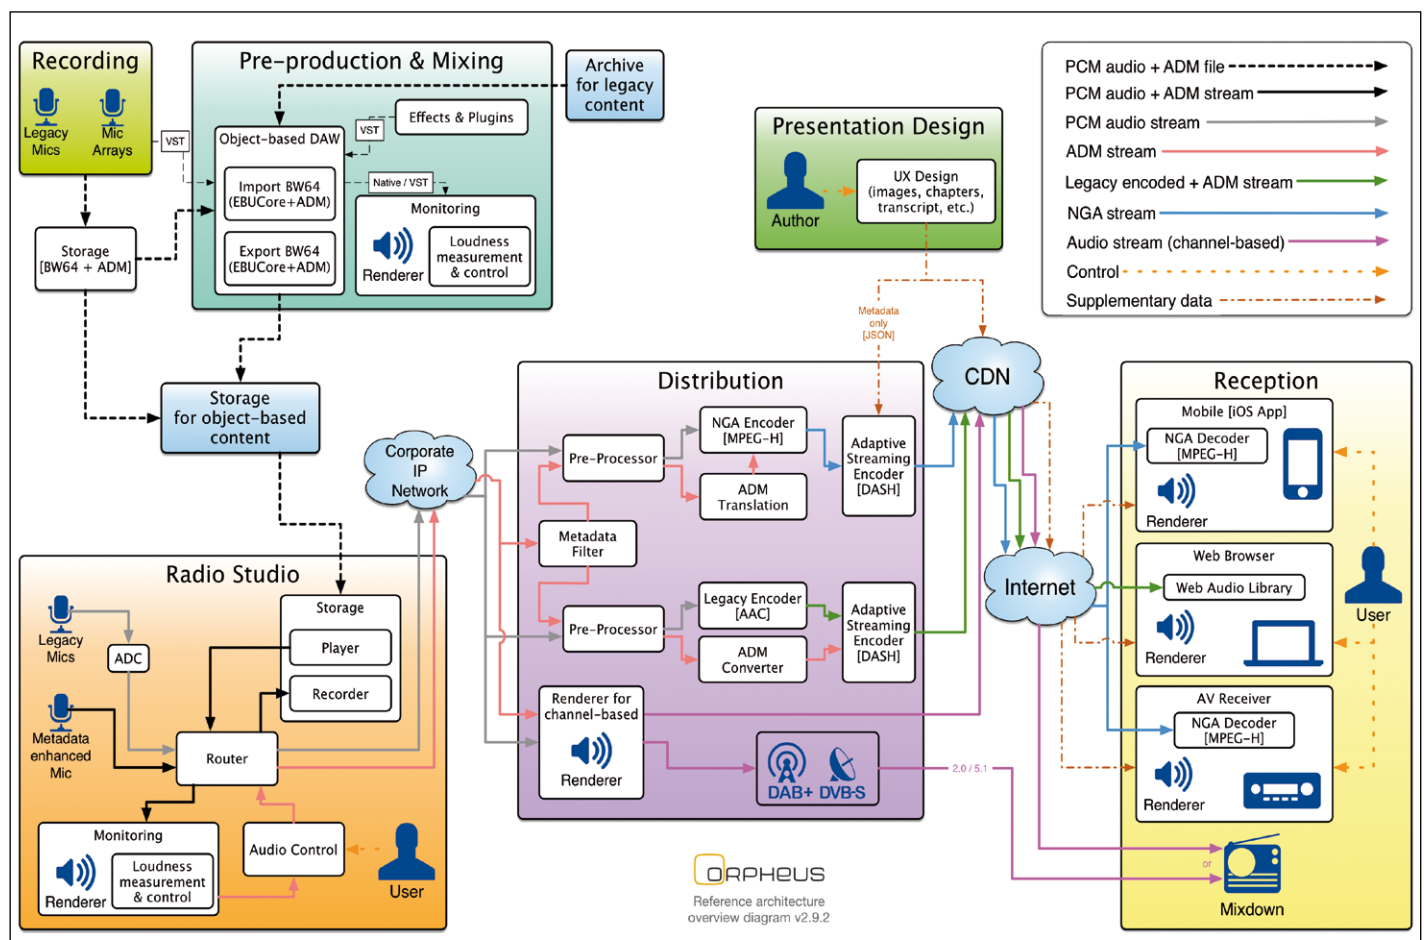 Recording
Legacy
Mics
Mic
Arrays
VST
Storage
[BW64 + ADM]
Pre-production & Mixing
Effects & Plugins
VST
Object-based DAW
Import BW64
(EBUCore+ADM)
Export BW64
(EBUCore+ADM)
Native / VST
Monitoring
Renderer
Loudness
measurement
& control
Archive
for legacy
content
Storage
for object-based
content
Presentation Design
Author
UX Design
(images, chapters,
transcript, etc.)
Metadata
only
[JSON]
PCM audio + ADM file
PCM audio + ADM stream
PCM audio stream
ADM stream
Legacy encoded + ADM stream
NGA stream
Audio stream (channel-based)
Control
Supplementary data
Radio Studio
Legacy
Mics
ADC
Metadata
enhanced
Mic
Storage
Player
Recorder
Router
Monitoring
Renderer
Loudness
measurement
& control
Audio Control
User
Corporate
IP
Network
Distribution
Pre-Processor
NGA Encoder
[MPEG-H]
ADM
Translation
Adaptive
Streaming
Encoder
[DASH]
Metadata
Filter
Pre-Processor
Legacy Encoder
[AAC]
ADM
Converter
Adaptive
Streaming
Encoder
[DASH]
Renderer for
channel-based
Renderer
DAB+ DVB-S
2.0 / 5.1
CDN
Internet
Reception
Mobile [iOS App]
NGA Decoder
[MPEG-H]
Renderer
Web Browser
Web Audio Library
Renderer
AV Receiver
NGA Decoder
[MPEG-H]
Renderer
User
or
Mixdown
ORPHEUS
Reference architecture
overview diagram v2.9.2